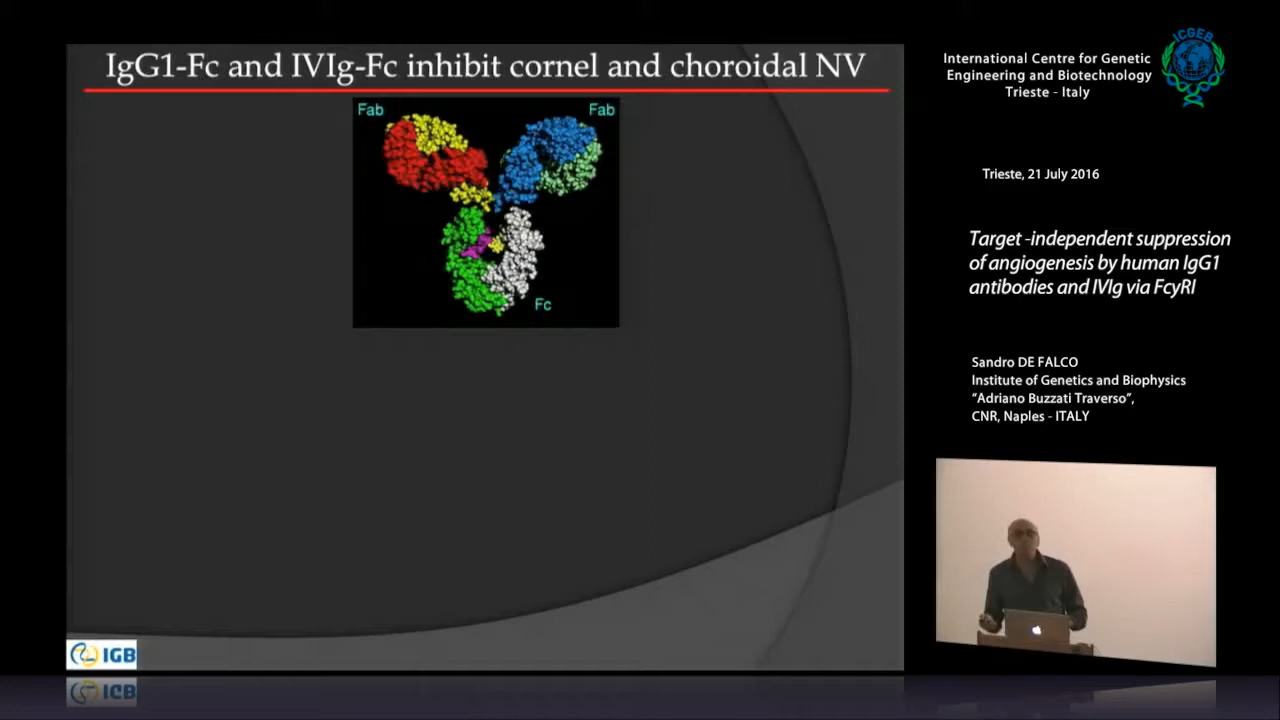 IgG1-Fc and IVIg-Fc inhibit cornel and choroidal NV
Fab
Fab
Fc
IGB
ICGEB
International Centre for Genetic
Engineering and Biotechnology
Trieste - Italy
Trieste, 21 July 2016
Target -independent suppression
of angiogenesis by human IgG1
antibodies and IVIg via FcγRI
Sandro DE FALCO
Institute of Genetics and Biophysics
“Adriano Buzzati Traverso”,
CNR, Naples - ITALY